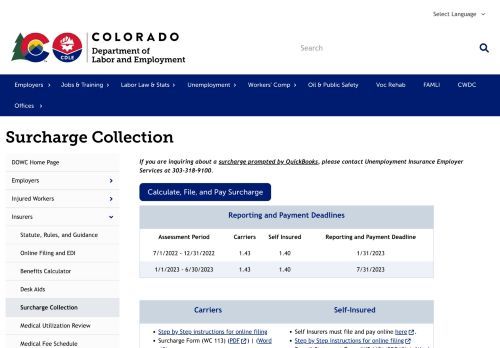 Select Language
COLORADO
Department of
Labor and Employment
CDLE
Search
Employers
Jobs & Training
Labor Law & Stats
Unemployment
Workers' Comp
Oil & Public Safety
Voc Rehab
FAMLI
CWDC
Offices
Surcharge Collection
DOWC Home Page
Employers
Injured Workers
Insurers
Statute, Rules, and Guidance
Online Filing and EDI
Benefits Calculator
Desk Aids
Surcharge Collection
Medical Utilization Review
Medical Fee Schedule
If you are inquiring about a surcharge prompted by QuickBooks, please contact Unemployment Insurance Employer
Services at 303-318-9100.
Calculate, File, and Pay Surcharge
Reporting and Payment Deadlines
Assessment Period Carriers Self Insured Reporting and Payment Deadline
7/1/2022 - 12/31/2022 1.43 1.40 1/31/2023
1/1/2023 - 6/30/2023 1.43 1.40 7/31/2023
Carriers
Step by Step instructions for online filing
Surcharge Form (WC 113) (PDF) | (Word
Self-Insured
Self Insurers must file and pay online here.
Step by Step instructions for online filing